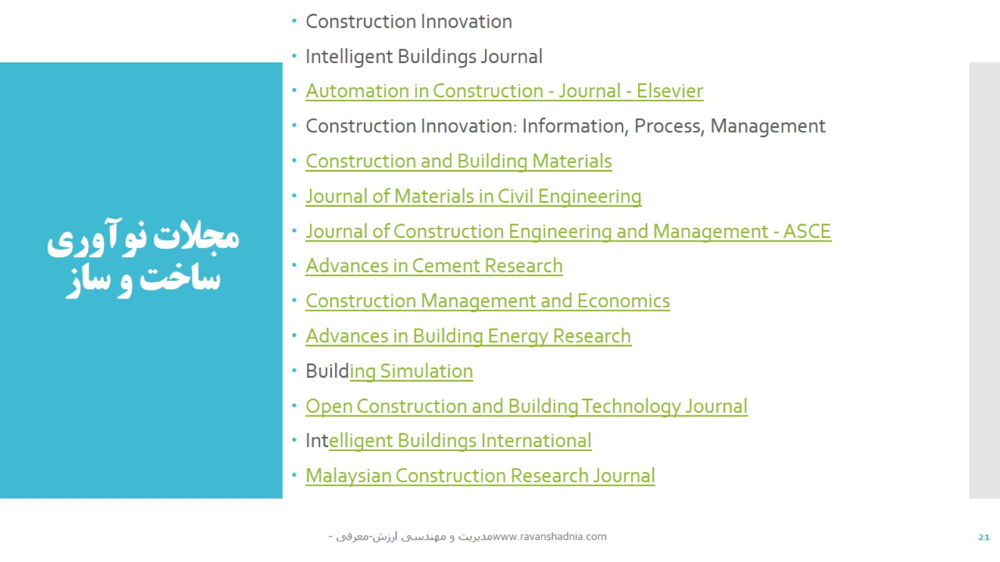 مجلات نوآوری
ساخت و ساز
• Construction Innovation
• Intelligent Buildings Journal
• Automation in Construction - Journal - Elsevier
• Construction Innovation: Information, Process, Management
• Construction and Building Materials
• Journal of Materials in Civil Engineering
• Journal of Construction Engineering and Management - ASCE
• Advances in Cement Research
• Construction Management and Economics
• Advances in Building Energy Research
• Building Simulation
• Open Construction and Building Technology Journal
• Intelligent Buildings International
• Malaysian Construction Research Journal
مدیریت و مهندسی ارزش-معرفی - www.ravanshadnia.com
21